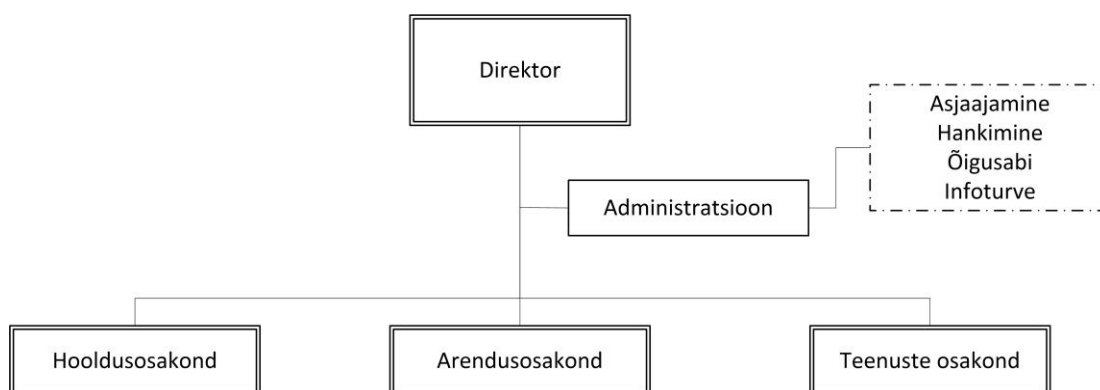 Direktor
Asjaajamine
Hankimine
Õigusabi
Infoturve
Administratsioon
Hooldusosakond
Arendusosakond
Teenuste osakond